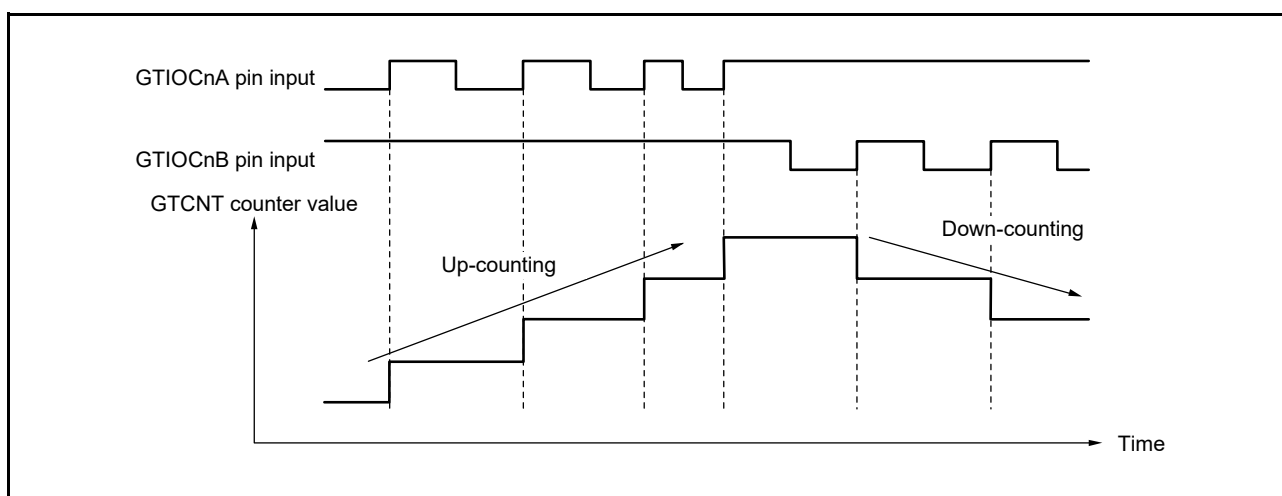 GTIOCnA pin input
GTIOCnB pin input
GTCNT counter value
Up-counting
Down-counting
Time